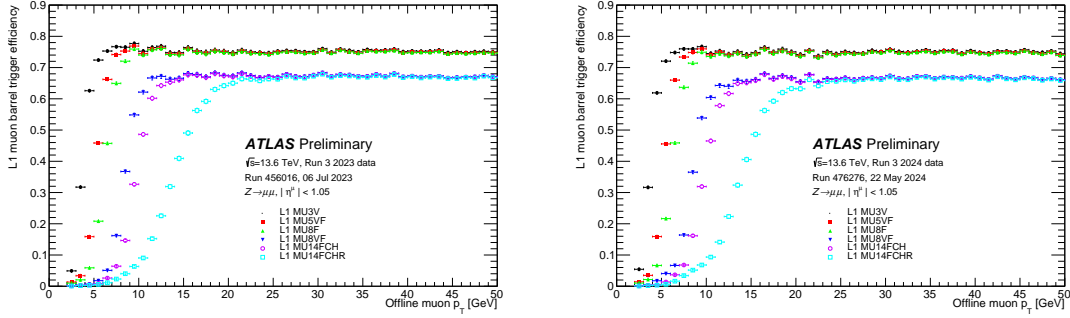 L1 muon barrel trigger efficiency
0.9
0.8
0.7
0.6
0.5
0.4
0.3
0.2
0.1
0
ATLAS Preliminary
√s=13.6 TeV, Run 3 2023 data
Run 456016, 06 Jul 2023
Z→μμ, | η^μ | < 1.05
L1 MU3V
L1 MU5VF
L1 MU8F
L1 MU8VF
L1 MU14FCH
L1 MU14FCHR
0 5 10 15 20 25 30 35 40 45 50
Offline muon p_T [GeV]
L1 muon barrel trigger efficiency
0.9
0.8
0.7
0.6
0.5
0.4
0.3
0.2
0.1
0
ATLAS Preliminary
√s=13.6 TeV, Run 3 2024 data
Run 476276, 22 May 2024
Z→μμ, | η^μ | < 1.05
L1 MU3V
L1 MU5VF
L1 MU8F
L1 MU8VF
L1 MU14FCH
L1 MU14FCHR
0 5 10 15 20 25 30 35 40 45 50
Offline muon p_T [GeV]